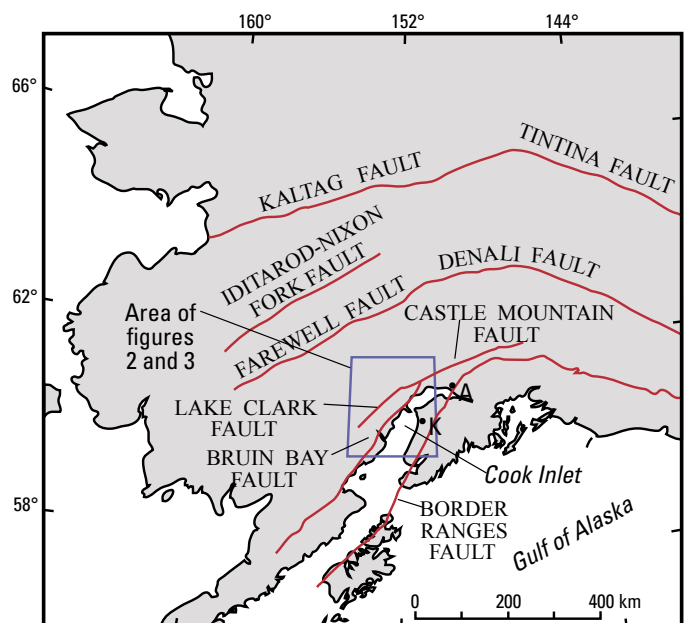 160°
152°
144°
66°
TINTINA FAULT
KALTAG FAULT
IDITAROD-NIXON
FORK FAULT
DENALI FAULT
62°
FAREWELL FAULT
Area of
figures
2 and 3
CASTLE MOUNTAIN
FAULT
A
LAKE CLARK
FAULT
K
BRUIN BAY
FAULT
Cook Inlet
58°
BORDER
RANGES
FAULT
Gulf of Alaska
0 200 400 km